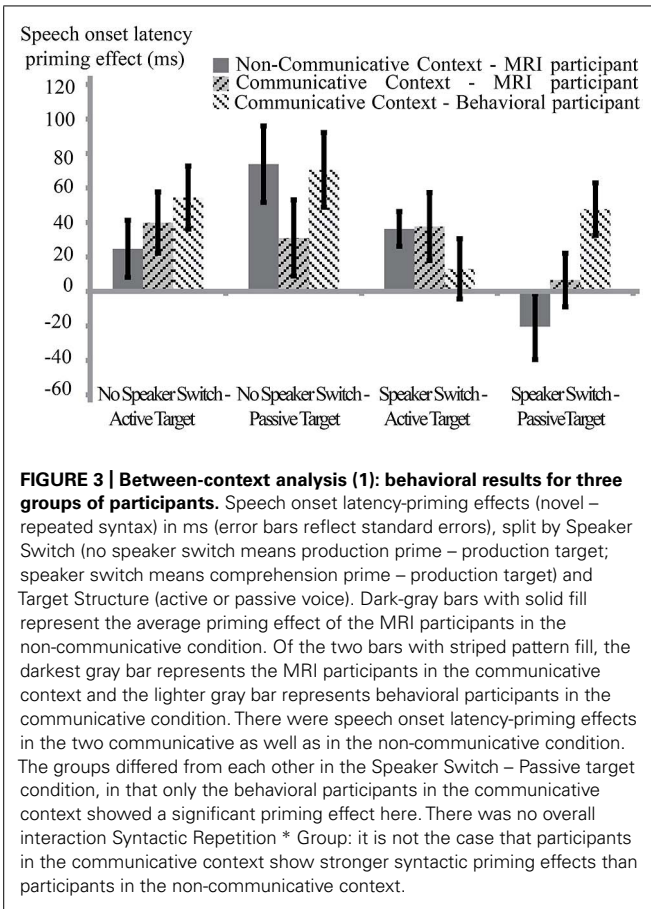 Speech onset latency
priming effect (ms)
Non-Communicative Context - MRI participant
Communicative Context - MRI participant
Communicative Context - Behavioral participant
120
100
80
60
40
20
0
-20
-40
-60
No Speaker Switch - Active Target
No Speaker Switch - Passive Target
Speaker Switch - Active Target
Speaker Switch - Passive Target
FIGURE 3 | Between-context analysis (1): behavioral results for three
groups of participants. Speech onset latency-priming effects (novel –
repeated syntax) in ms (error bars reflect standard errors), split by Speaker
Switch (no speaker switch means production prime – production target;
speaker switch means comprehension prime – production target) and
Target Structure (active or passive voice). Dark-gray bars with solid fill
represent the average priming effect of the MRI participants in the
non-communicative condition. Of the two bars with striped pattern fill, the
darkest gray bar represents the MRI participants in the communicative
context and the lighter gray bar represents behavioral participants in the
communicative condition. There were speech onset latency-priming effects
in the two communicative as well as in the non-communicative condition.
The groups differed from each other in the Speaker Switch – Passive target
condition, in that only the behavioral participants in the communicative
context showed a significant priming effect here. There was no overall
interaction Syntactic Repetition * Group: it is not the case that participants
in the communicative context show stronger syntactic priming effects than
participants in the non-communicative context.